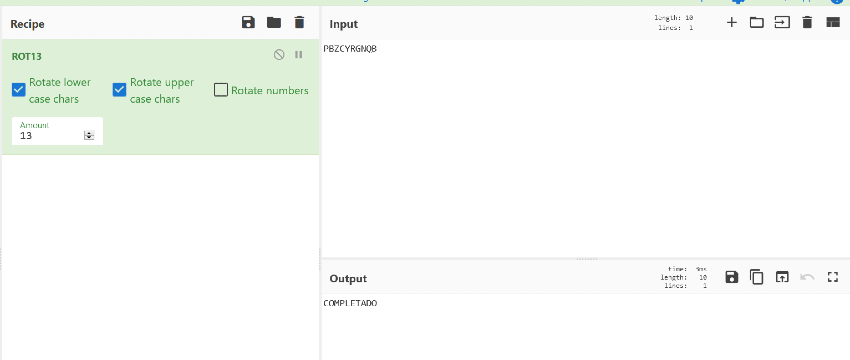 Recipe
ROT13
Rotate lower case chars
Rotate upper case chars
Rotate numbers
Amount
13
Input
length: 10
lines: 1
PBZCYRGNQB
Output
time: 3ms
length: 10
lines: 1
COMPLETADO